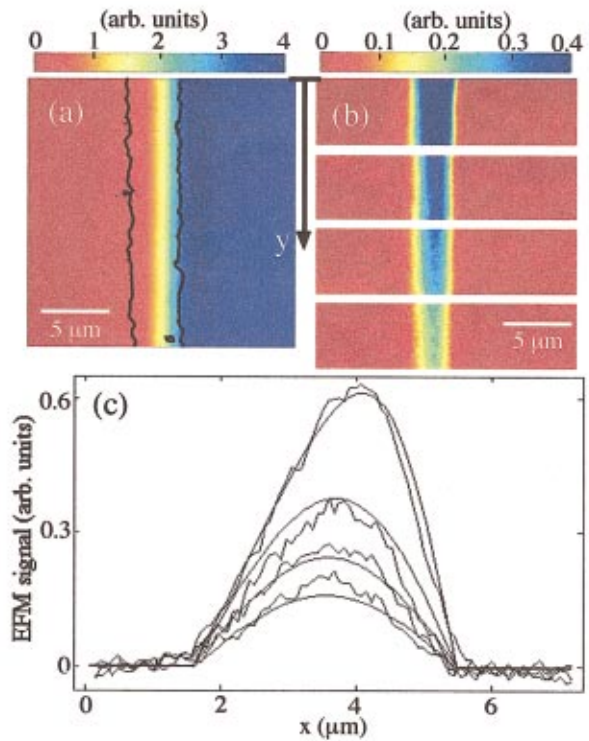 (arb. units)
0 1 2 3 4
(arb. units)
0 0.1 0.20 0.3 0.4
(a)
(b)
y
5 μm
5 μm
(c)
EFM signal (arb. units)
0.6
0.3
0
0 2 4 6
x (μm)